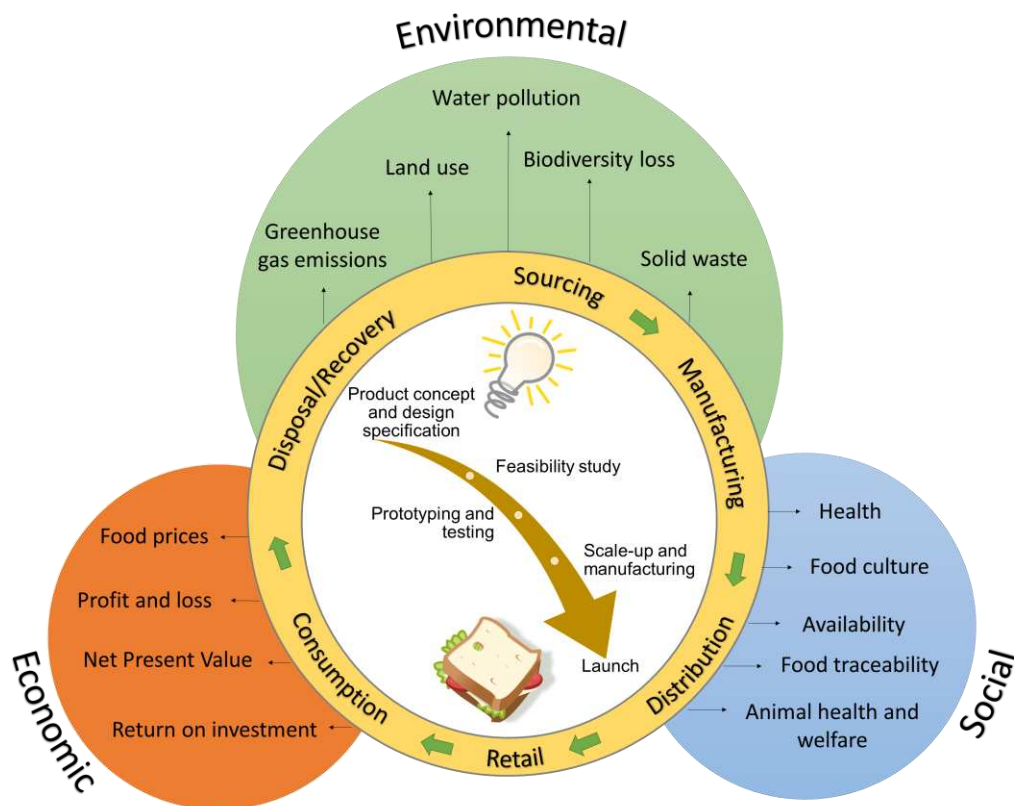 Environmental
Water pollution
Biodiversity loss
Land use
Greenhouse
gas emissions
Solid waste
Sourcing
Manufacturing
Distribution
Retail
Consumption
Disposal/Recovery
Product concept
and design
specification
Feasibility study
Prototyping and
testing
Scale-up and
manufacturing
Launch
Food prices
Profit and loss
Net Present Value
Return on investment
Economic
Health
Food culture
Availability
Food traceability
Animal health and
welfare
Social